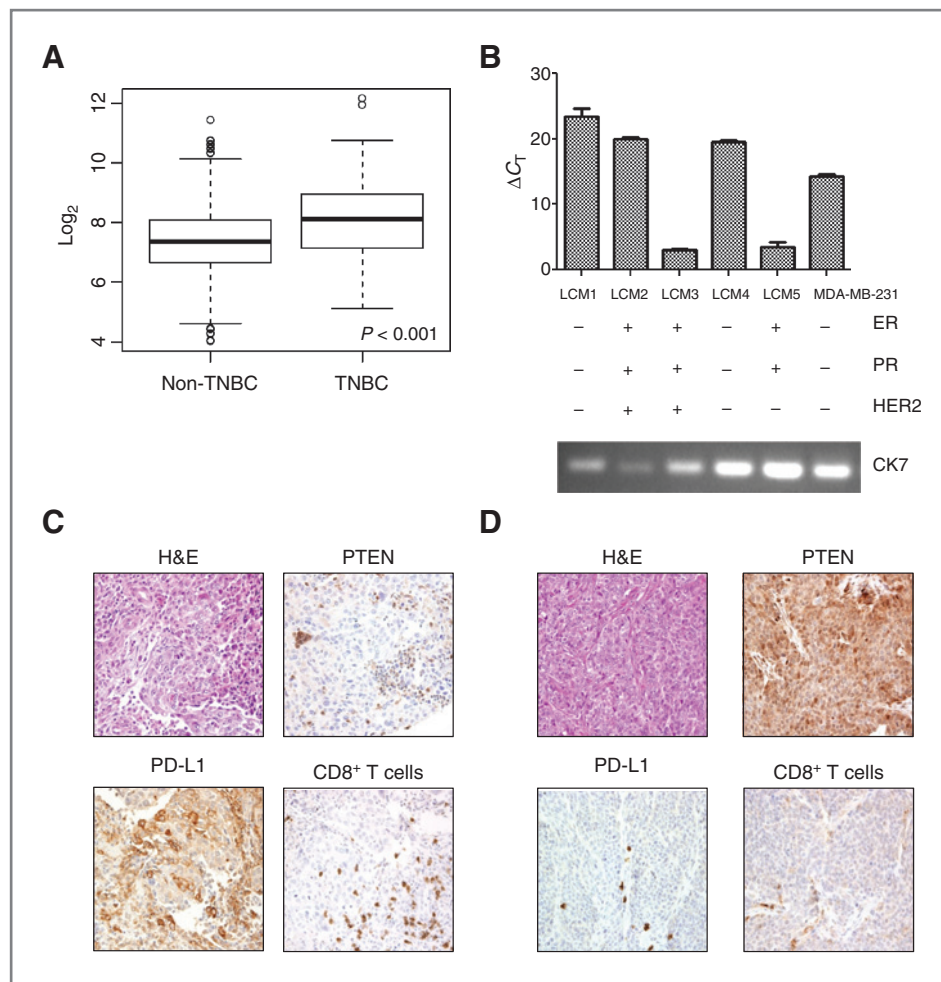 A
Log2
12
10
8
6
4
P < 0.001
Non-TNBC
TNBC
B
ΔCT
30
20
10
0
LCM1 LCM2 LCM3 LCM4 LCM5 MDA-MB-231
– + + – + – ER
– + + – + – PR
– + + – – – HER2
CK7
C
H&E
PTEN
PD-L1
CD8+ T cells
D
H&E
PTEN
PD-L1
CD8+ T cells